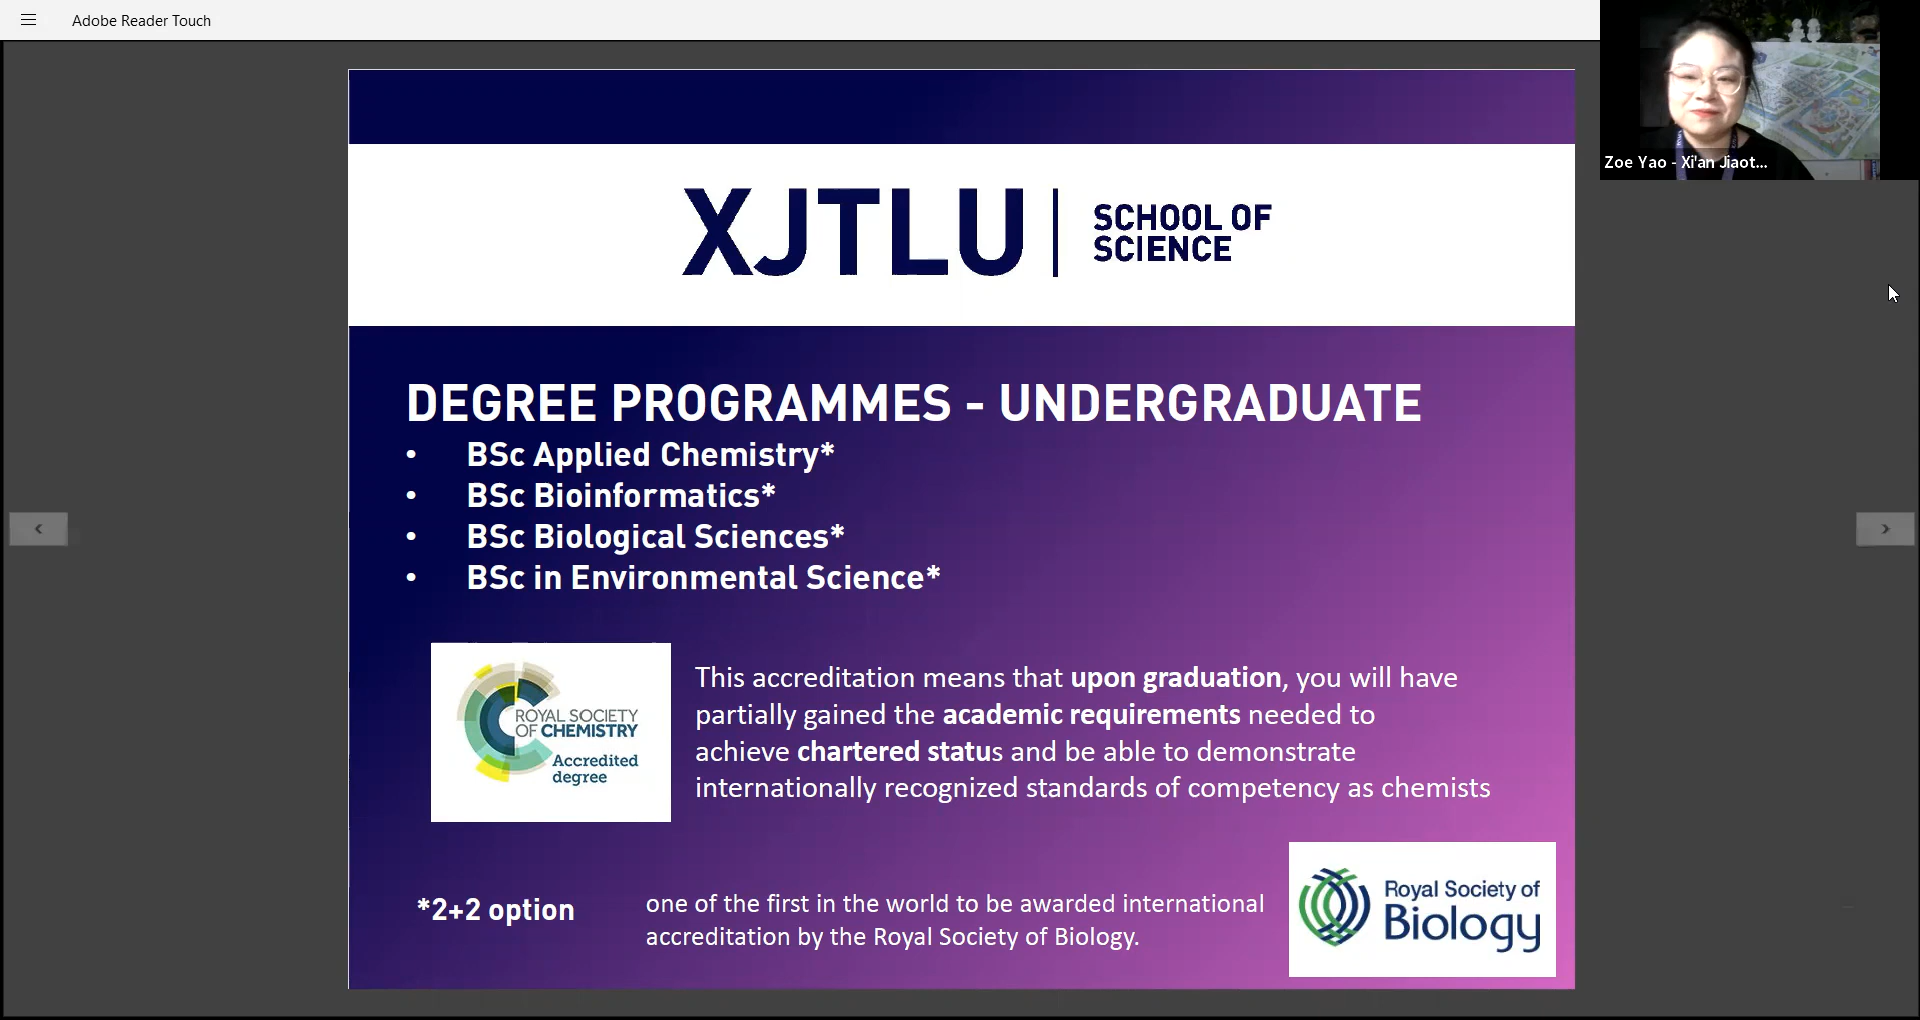 Adobe Reader Touch
Zoe Yao - Xi'an Jiaot...
XJTLU
SCHOOL OF
SCIENCE
DEGREE PROGRAMMES - UNDERGRADUATE
• BSc Applied Chemistry*
• BSc Bioinformatics*
• BSc Biological Sciences*
• BSc in Environmental Science*
ROYAL SOCIETY
OF CHEMISTRY
Accredited
degree
This accreditation means that upon graduation, you will have
partially gained the academic requirements needed to
achieve chartered status and be able to demonstrate
internationally recognized standards of competency as chemists
*2+2 option
one of the first in the world to be awarded international
accreditation by the Royal Society of Biology.
Royal Society of
Biology